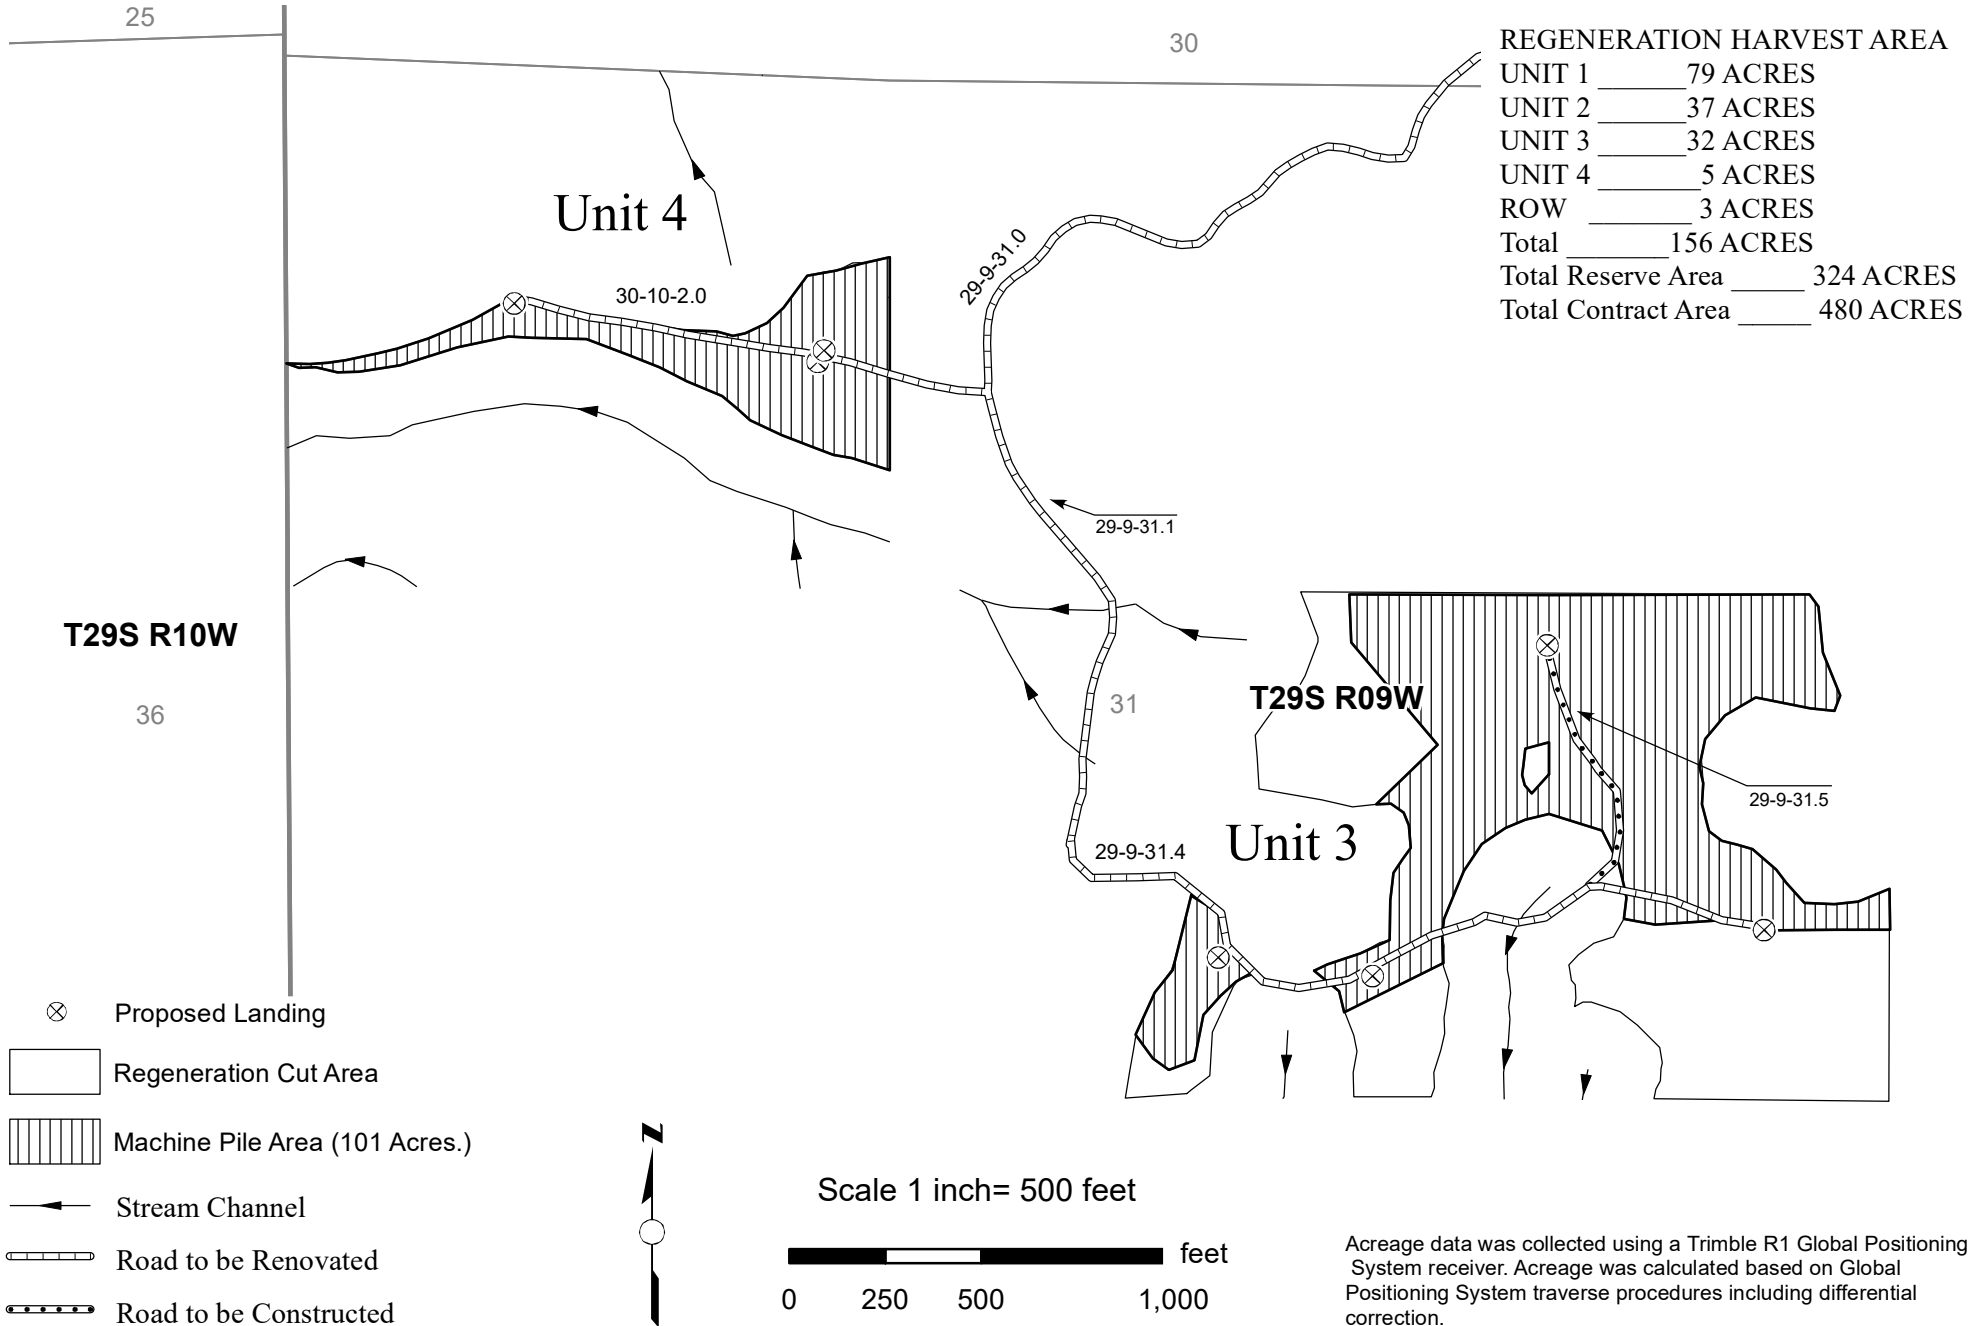 25
30
REGENERATION HARVEST AREA
UNIT 1 ______79 ACRES
UNIT 2 ______37 ACRES
UNIT 3 ______32 ACRES
UNIT 4 _______5 ACRES
ROW _______ 3 ACRES
Total _______156 ACRES
Total Reserve Area _____ 324 ACRES
Total Contract Area _____ 480 ACRES
Unit 4
29-9-31.0
30-10-2.0
29-9-31.1
T29S R10W
36
31
T29S R09W
29-9-31.5
Unit 3
29-9-31.4
Proposed Landing
Regeneration Cut Area
Machine Pile Area (101 Acres.)
Stream Channel
Road to be Renovated
Road to be Constructed
N
Scale 1 inch= 500 feet
feet
0 250 500 1,000
Acreage data was collected using a Trimble R1 Global Positioning
System receiver. Acreage was calculated based on Global
Positioning System traverse procedures including differential
correction.